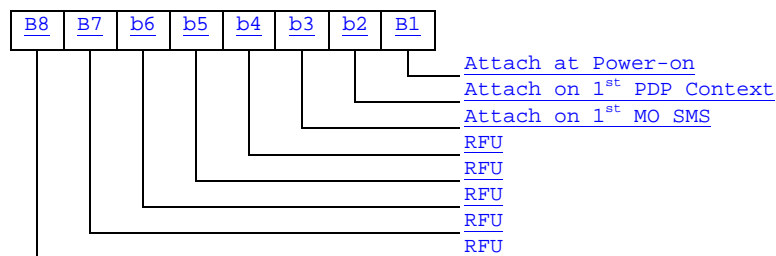 B8 B7 b6 b5 b4 b3 b2 B1
Attach at Power-on
Attach on 1st PDP Context
Attach on 1st MO SMS
RFU
RFU
RFU
RFU
RFU